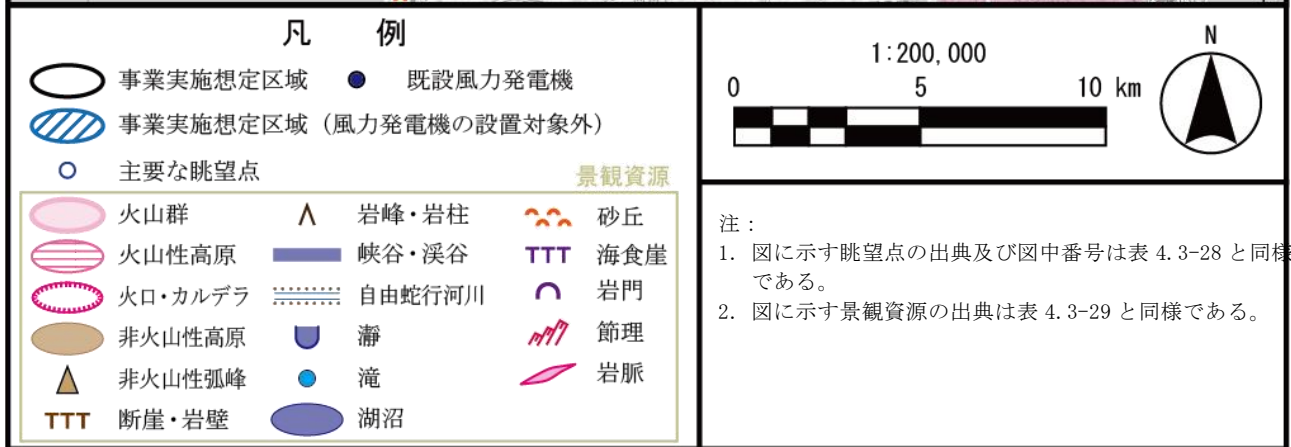 凡 例
事業実施想定区域 既設風力発電機
事業実施想定区域（風力発電機の設置対象外）
主要な眺望点
景観資源
火山群 岩峰・岩柱 砂丘
火山性高原 峡谷・渓谷 海食崖
火口・カルデラ 自由蛇行河川 岩門
非火山性高原 瀞 節理
非火山性弧峰 滝 岩脈
断崖・岩壁 湖沼
1:200,000
0 5 10 km
N
注：
1. 図に示す眺望点の出典及び図中番号は表 4.3-28 と同様
である。
2. 図に示す景観資源の出典は表 4.3-29 と同様である。